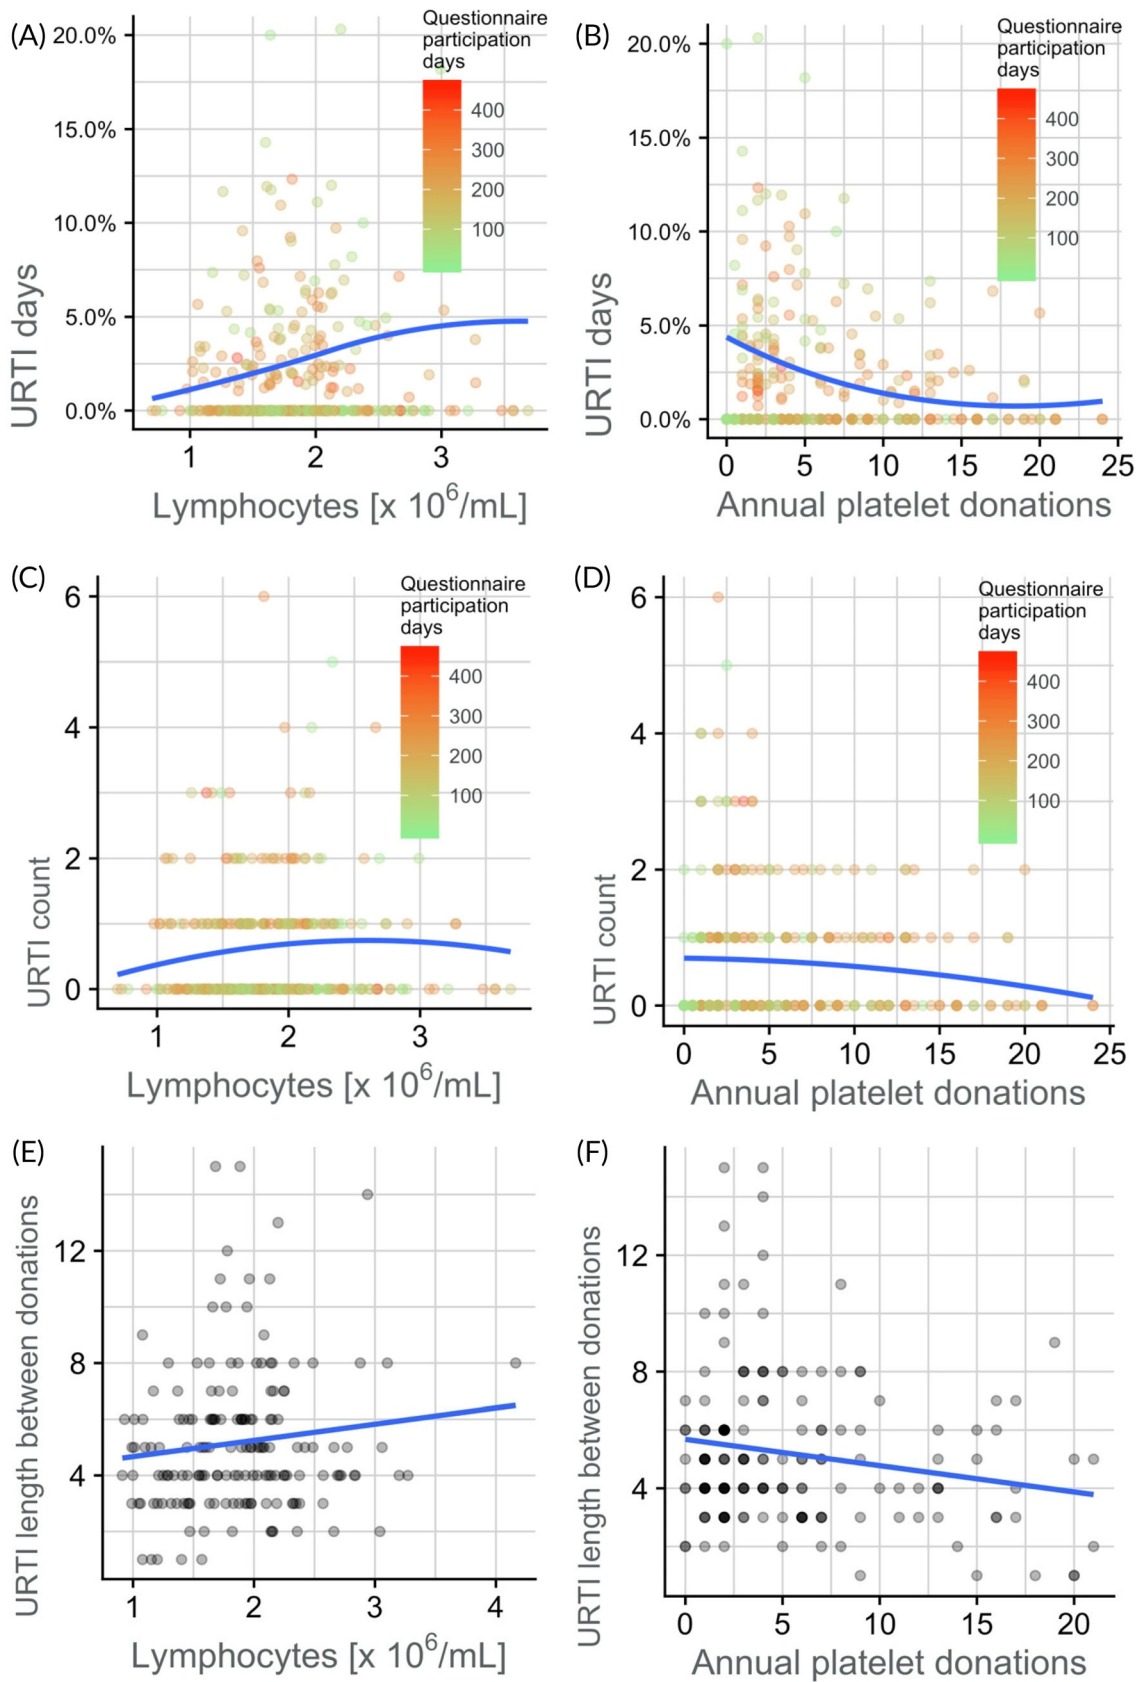 (A)
Questionnaire
participation
days
400
300
200
100
20.0%
15.0%
10.0%
5.0%
0.0%
URTI days
1 2 3
Lymphocytes [x 10⁶/mL]
(B)
Questionnaire
participation
days
400
300
200
100
20.0%
15.0%
10.0%
5.0%
0.0%
URTI days
0 5 10 15 20 25
Annual platelet donations
(C)
Questionnaire
participation
days
400
300
200
100
6
4
2
0
URTI count
1 2 3
Lymphocytes [x 10⁶/mL]
(D)
Questionnaire
participation
days
400
300
200
100
6
4
2
0
URTI count
0 5 10 15 20 25
Annual platelet donations
(E)
12
8
4
URTI length between donations
1 2 3 4
Lymphocytes [x 10⁶/mL]
(F)
12
8
4
URTI length between donations
0 5 10 15 20
Annual platelet donations